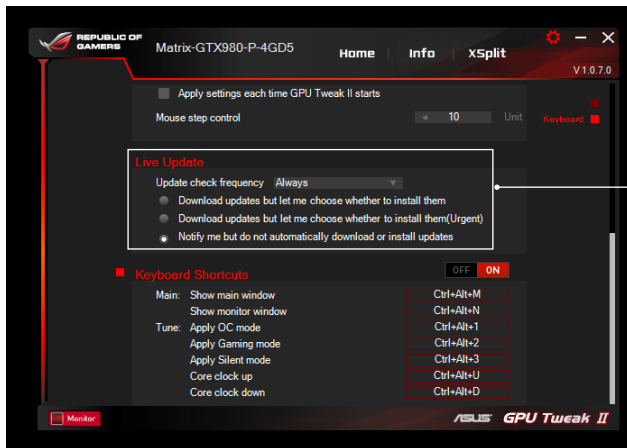 REPUBLIC OF
GAMERS
Matrix-GTX980-P-4GD5
Home Info XSplit
V 1.0.7.0
Apply settings each time GPU Tweak II starts
Mouse step control 10 Unit
Keyboard
Live Update
Update check frequency Always
Download updates but let me choose whether to install them
Download updates but let me choose whether to install them(Urgent)
Notify me but do not automatically download or install updates
Keyboard Shortcuts OFF ON
Main: Show main window Ctrl+Alt+M
Show monitor window Ctrl+Alt+N
Tune: Apply OC mode Ctrl+Alt+1
Apply Gaming mode Ctrl+Alt+2
Apply Silent mode Ctrl+Alt+3
Core clock up Ctrl+Alt+U
Core clock down Ctrl+Alt+D
Monitor ASUS GPU Tweak II